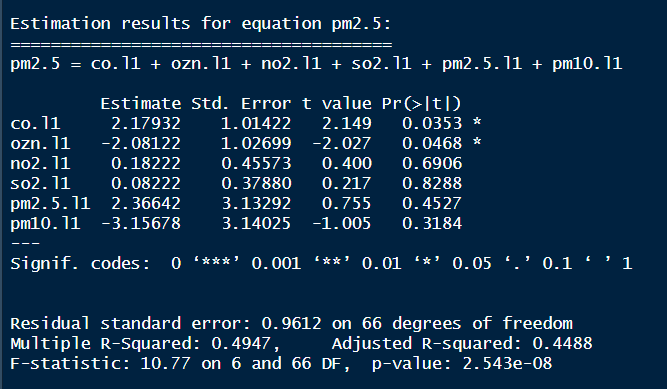 Estimation results for equation pm2.5:
======================================
pm2.5 = co.l1 + ozn.l1 + no2.l1 + so2.l1 + pm2.5.l1 + pm10.l1

         Estimate Std. Error t value Pr(>|t|)
co.l1     2.17932    1.01422   2.149   0.0353 *
ozn.l1   -2.08122    1.02699  -2.027   0.0468 *
no2.l1    0.18222    0.45573   0.400   0.6906
so2.l1    0.08222    0.37880   0.217   0.8288
pm2.5.l1  2.36642    3.13292   0.755   0.4527
pm10.l1  -3.15678    3.14025  -1.005   0.3184
---
Signif. codes:  0 ‘***’ 0.001 ‘**’ 0.01 ‘*’ 0.05 ‘.’ 0.1 ‘ ’ 1

Residual standard error: 0.9612 on 66 degrees of freedom
Multiple R-Squared: 0.4947,     Adjusted R-squared: 0.4488
F-statistic: 10.77 on 6 and 66 DF,  p-value: 2.543e-08